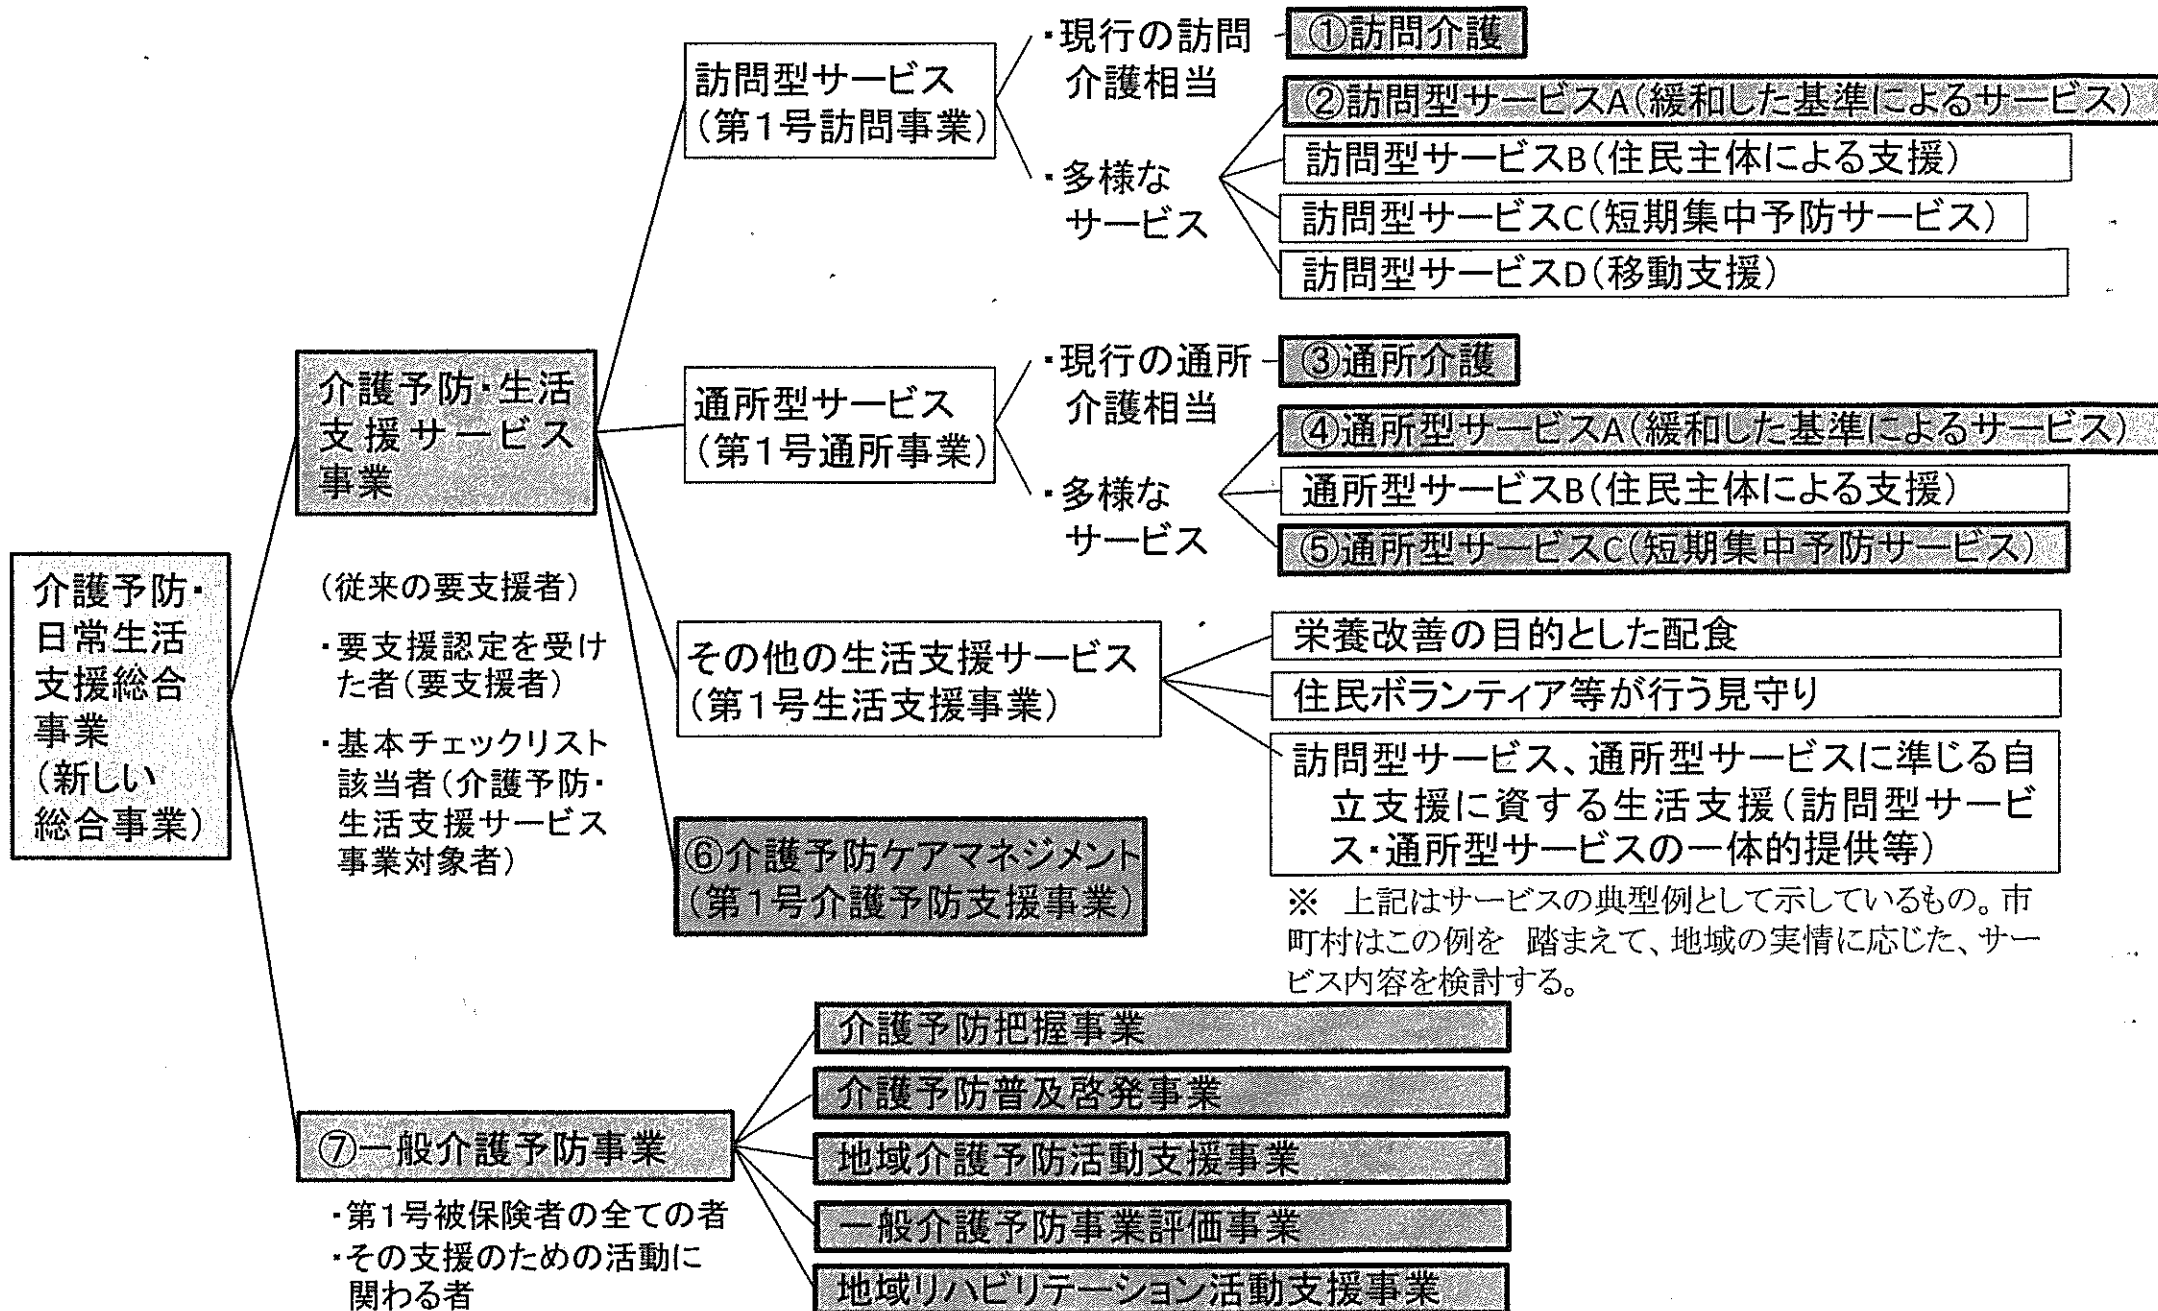 介護予防・
日常生活
支援総合
事業
(新しい
総合事業)
介護予防・生活
支援サービス
事業
(従来の要支援者)
・要支援認定を受け
た者(要支援者)
・基本チェックリスト
該当者(介護予防・
生活支援サービス
事業対象者)
訪問型サービス
(第1号訪問事業)
・現行の訪問
介護相当
①訪問介護
・多様な
サービス
②訪問型サービスA(緩和した基準によるサービス)
訪問型サービスB(住民主体による支援)
訪問型サービスC(短期集中予防サービス)
訪問型サービスD(移動支援)
通所型サービス
(第1号通所事業)
・現行の通所
介護相当
③通所介護
・多様な
サービス
④通所型サービスA(緩和した基準によるサービス)
通所型サービスB(住民主体による支援)
⑤通所型サービスC(短期集中予防サービス)
その他の生活支援サービス
(第1号生活支援事業)
栄養改善の目的とした配食
住民ボランティア等が行う見守り
訪問型サービス、通所型サービスに準じる自
立支援に資する生活支援(訪問型サービ
ス・通所型サービスの一体的提供等)
※ 上記はサービスの典型例として示しているもの。市
町村はこの例を 踏まえて、地域の実情に応じた、サー
ビス内容を検討する。
⑥介護予防ケアマネジメント
(第1号介護予防支援事業)
⑦一般介護予防事業
・第1号被保険者の全ての者
・その支援のための活動に
関わる者
介護予防把握事業
介護予防普及啓発事業
地域介護予防活動支援事業
一般介護予防事業評価事業
地域リハビリテーション活動支援事業